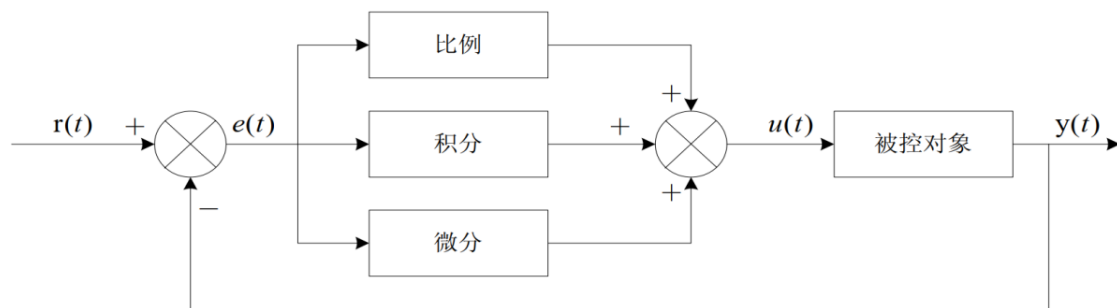 比例
+
r(t)
+
e(t)
积分
+
u(t)
被控对象
y(t)
−
+
微分